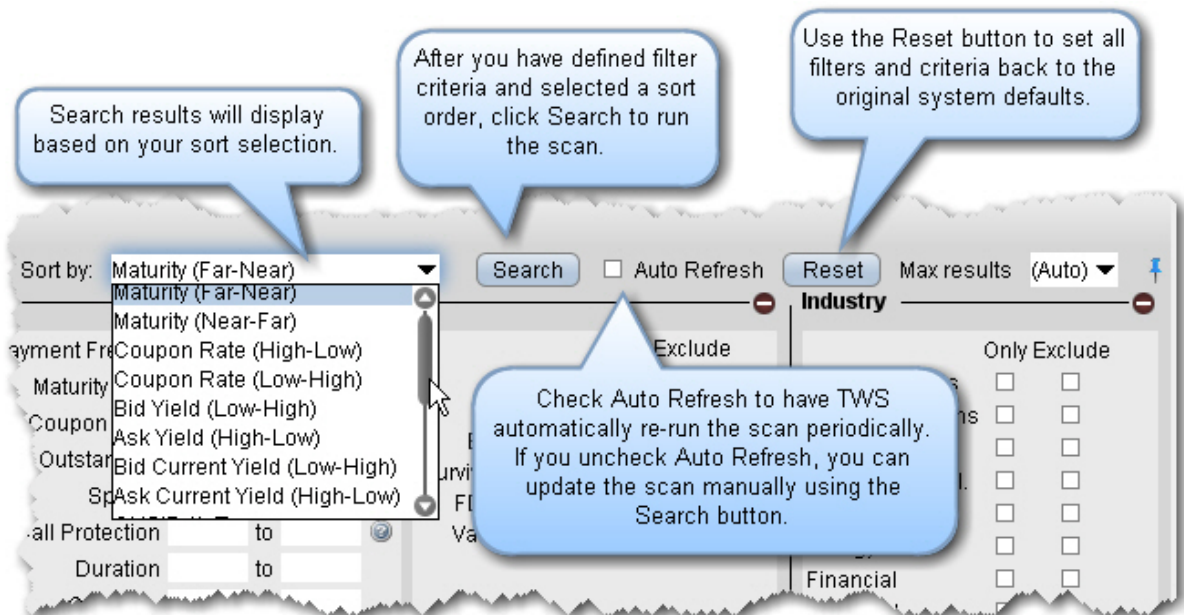 Search results will display
based on your sort selection.
After you have defined filter
criteria and selected a sort
order, click Search to run
the scan.
Use the Reset button to set all
filters and criteria back to the
original system defaults.
Sort by: Maturity (Far-Near) Search Auto Refresh Reset Max results (Auto)
Maturity (Far-Near)
Maturity (Near-Far)
Coupon Rate (High-Low)
Coupon Rate (Low-High)
Bid Yield (Low-High)
Ask Yield (High-Low)
Bid Current Yield (Low-High)
Ask Current Yield (High-Low)
Maturity
Coupon
all Protection to
Duration to
Exclude
Check Auto Refresh to have TWS
automatically re-run the scan periodically.
If you uncheck Auto Refresh, you can
update the scan manually using the
Search button.
Industry
Only Exclude
Financial